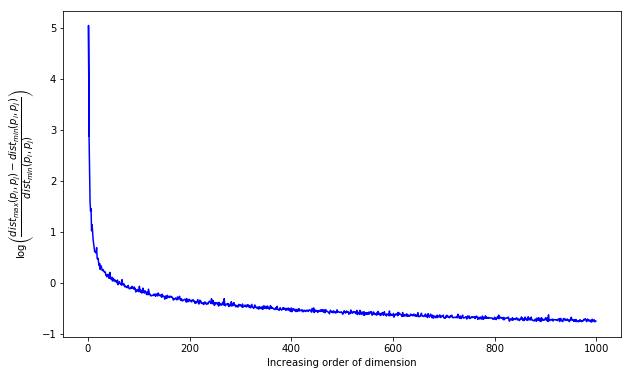 5
4
3
2
1
0
−1
log(dist_max(p_i, p_j) − dist_min(p_i, p_j) / dist_min(p_i, p_j))
0 200 400 600 800 1000
Increasing order of dimension